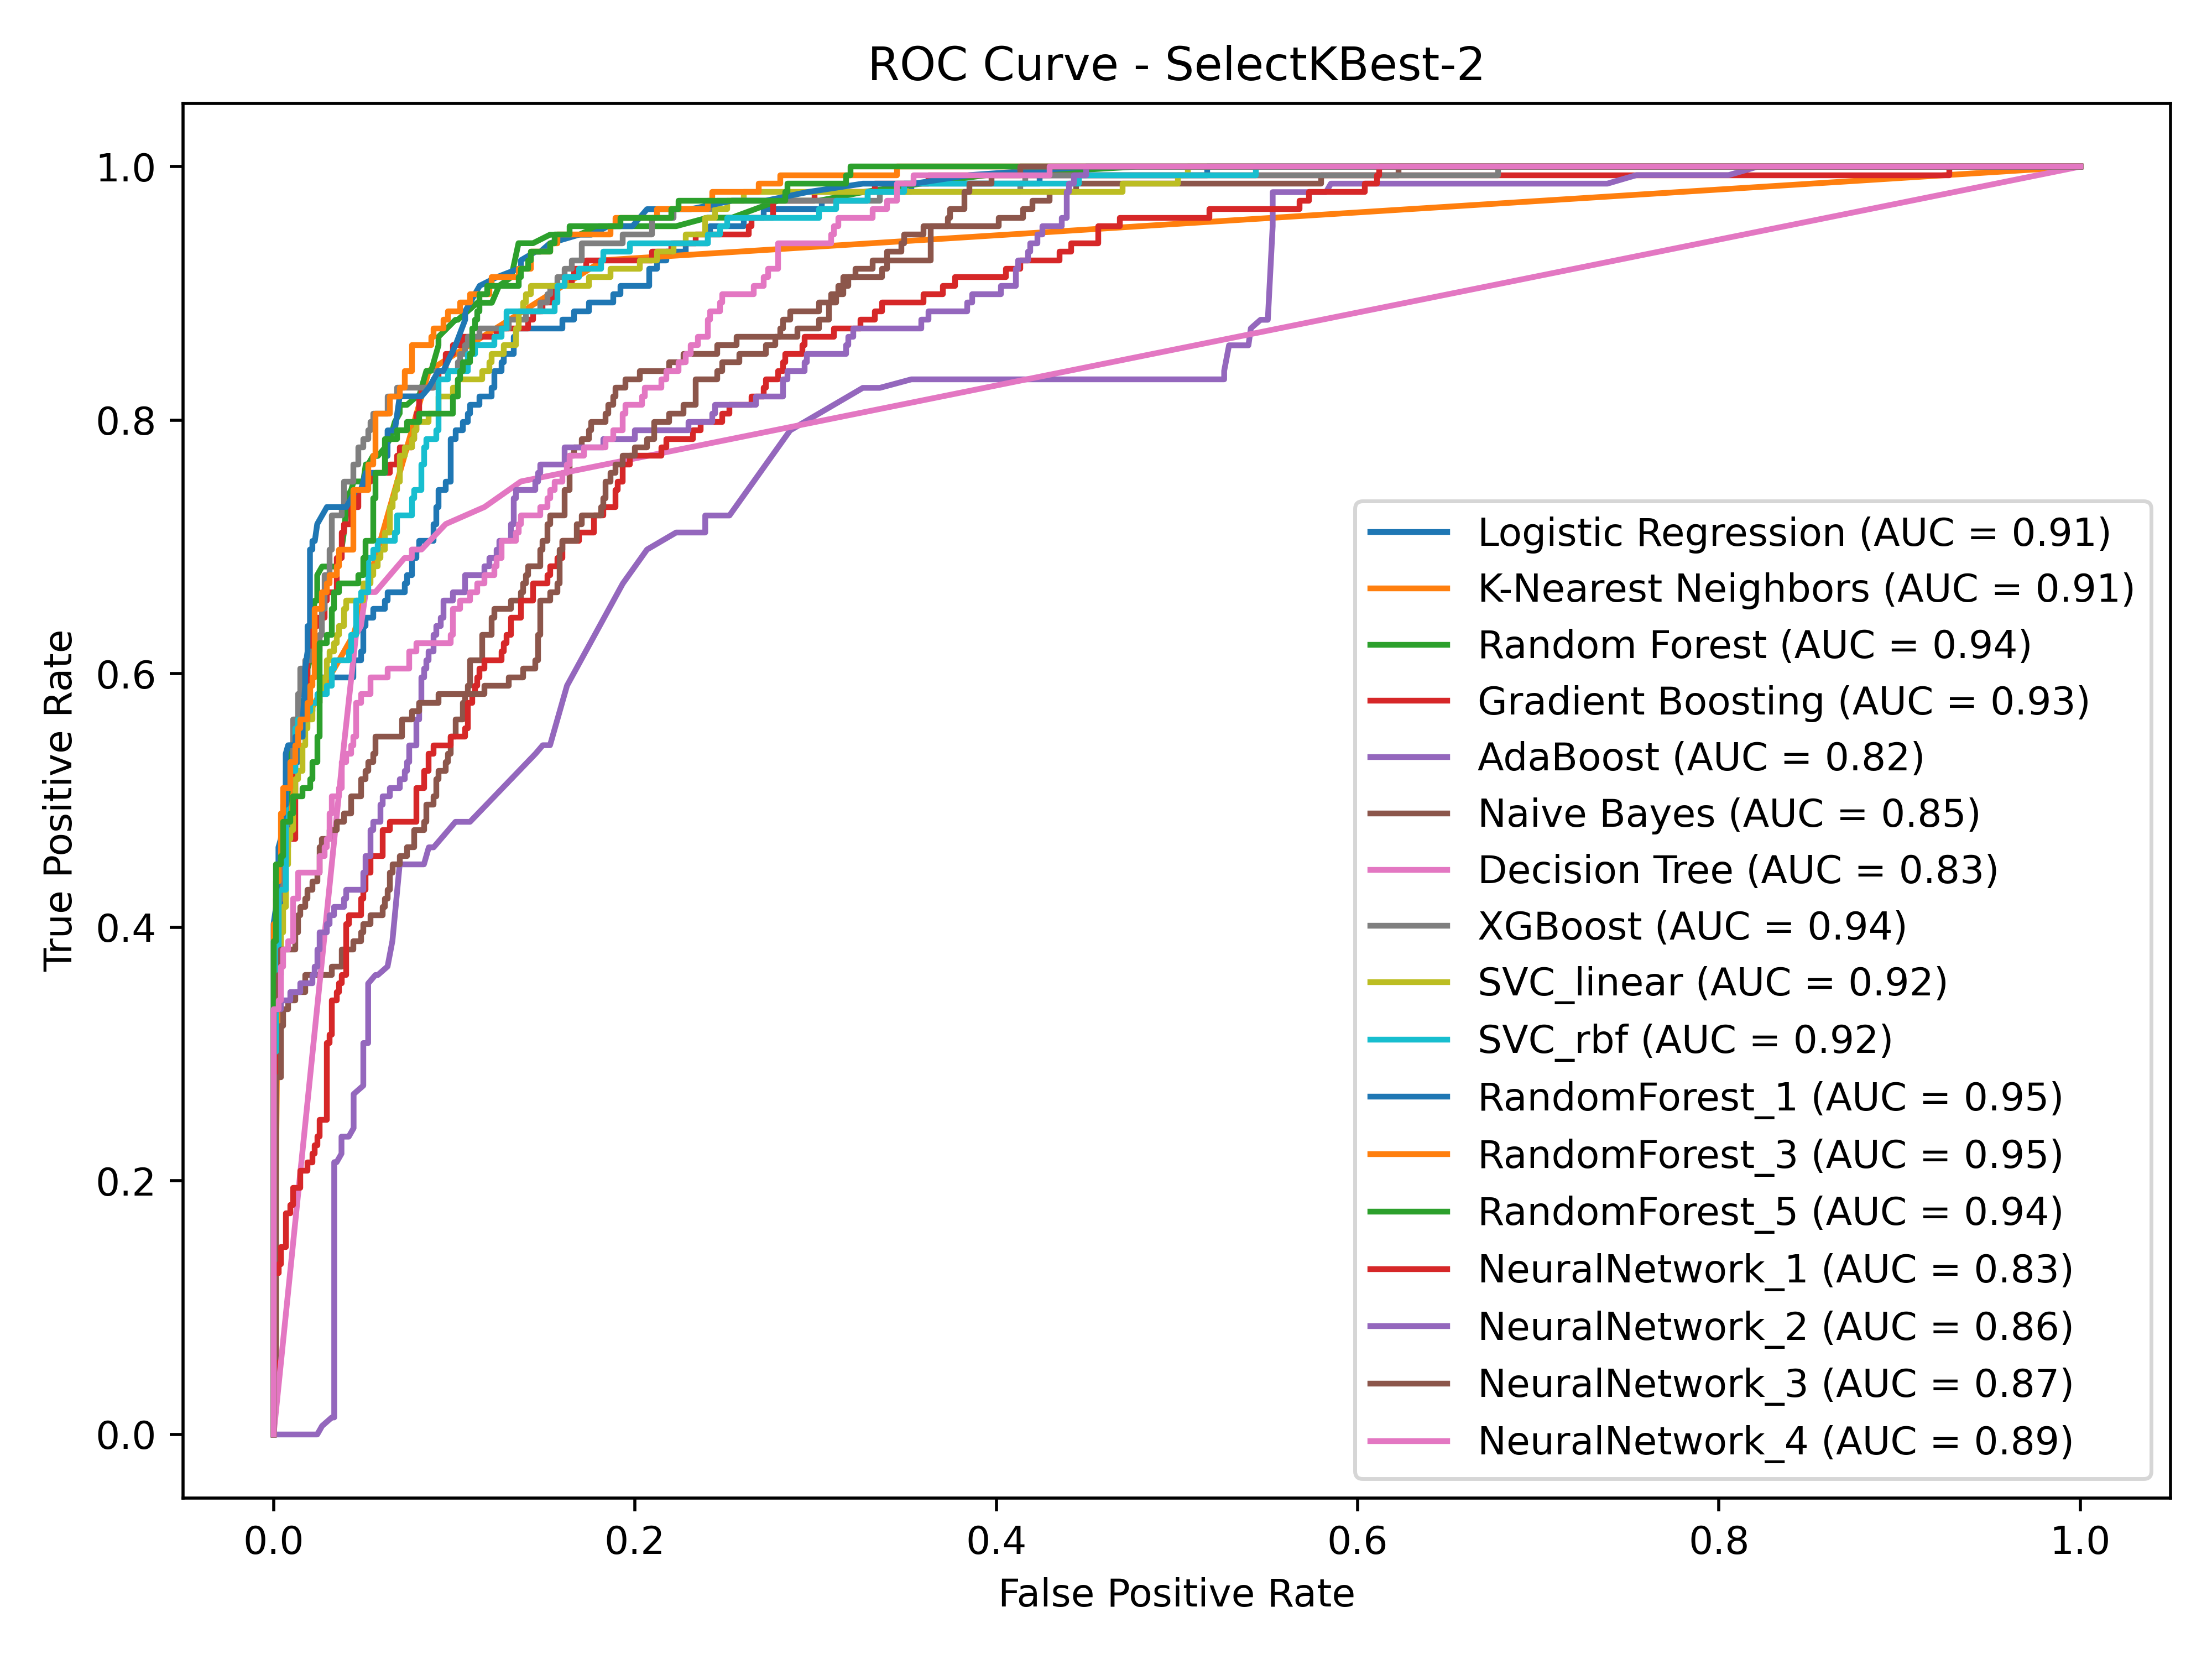 ROC Curve - SelectKBest-2
1.0
0.8
0.6
0.4
0.2
0.0
True Positive Rate
Logistic Regression (AUC = 0.91)
K-Nearest Neighbors (AUC = 0.91)
Random Forest (AUC = 0.94)
Gradient Boosting (AUC = 0.93)
AdaBoost (AUC = 0.82)
Naive Bayes (AUC = 0.85)
Decision Tree (AUC = 0.83)
XGBoost (AUC = 0.94)
SVC_linear (AUC = 0.92)
SVC_rbf (AUC = 0.92)
RandomForest_1 (AUC = 0.95)
RandomForest_3 (AUC = 0.95)
RandomForest_5 (AUC = 0.94)
NeuralNetwork_1 (AUC = 0.83)
NeuralNetwork_2 (AUC = 0.86)
NeuralNetwork_3 (AUC = 0.87)
NeuralNetwork_4 (AUC = 0.89)
0.0 0.2 0.4 0.6 0.8 1.0
False Positive Rate